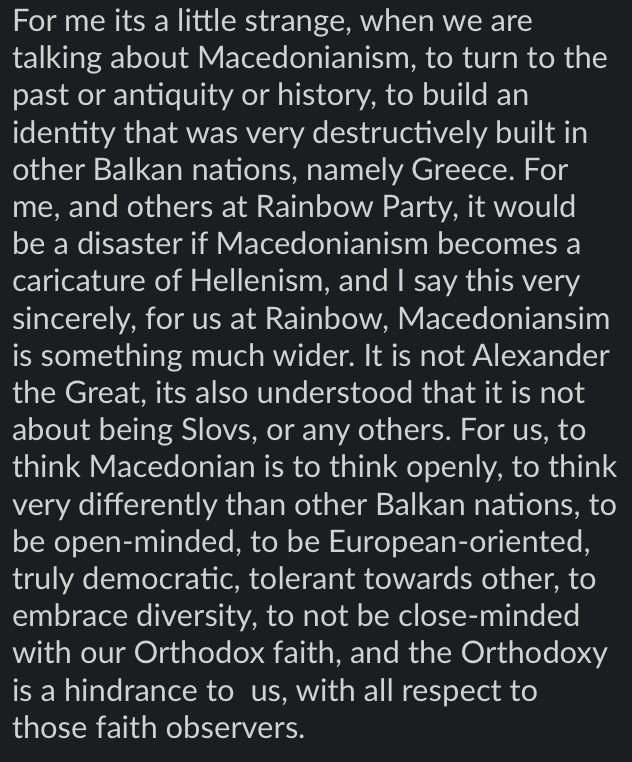 For me its a little strange, when we are
talking about Macedonianism, to turn to the
past or antiquity or history, to build an
identity that was very destructively built in
other Balkan nations, namely Greece. For
me, and others at Rainbow Party, it would
be a disaster if Macedonianism becomes a
caricature of Hellenism, and I say this very
sincerely, for us at Rainbow, Macedoniansim
is something much wider. It is not Alexander
the Great, its also understood that it is not
about being Slovs, or any others. For us, to
think Macedonian is to think openly, to think
very differently than other Balkan nations, to
be open-minded, to be European-oriented,
truly democratic, tolerant towards other, to
embrace diversity, to not be close-minded
with our Orthodox faith, and the Orthodoxy
is a hindrance to  us, with all respect to
those faith observers.